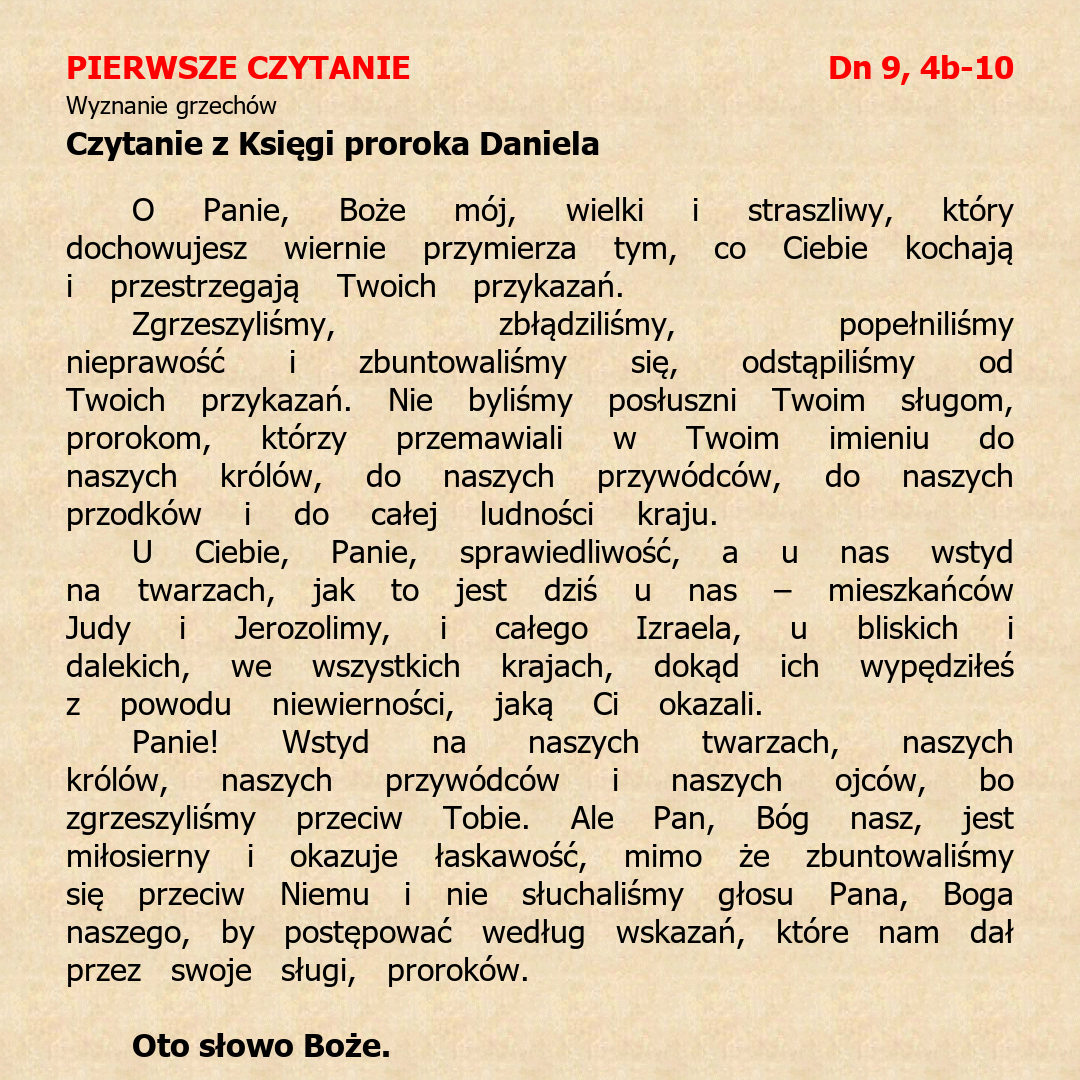 PIERWSZE CZYTANIE Dn 9, 4b-10
Wyznanie grzechów
Czytanie z Księgi proroka Daniela
O Panie, Boże mój, wielki i straszliwy, który
dochowujesz wiernie przymierza tym, co Ciebie kochają
i przestrzegają Twoich przykazań.
Zgrzeszyliśmy, zbłądziliśmy, popełniliśmy
nieprawość i zbuntowaliśmy się, odstąpiliśmy od
Twoich przykazań. Nie byliśmy posłuszni Twoim sługom,
prorokom, którzy przemawiali w Twoim imieniu do
naszych królów, do naszych przywódców, do naszych
przodków i do całej ludności kraju.
U Ciebie, Panie, sprawiedliwość, a u nas wstyd
na twarzach, jak to jest dziś u nas – mieszkańców
Judy i Jerozolimy, i całego Izraela, u bliskich i
dalekich, we wszystkich krajach, dokąd ich wypędziłeś
z powodu niewierności, jaką Ci okazali.
Panie! Wstyd na naszych twarzach, naszych
królów, naszych przywódców i naszych ojców, bo
zgrzeszyliśmy przeciw Tobie. Ale Pan, Bóg nasz, jest
miłosierny i okazuje łaskawość, mimo że zbuntowaliśmy
się przeciw Niemu i nie słuchaliśmy głosu Pana, Boga
naszego, by postępować według wskazań, które nam dał
przez swoje sługi, proroków.
Oto słowo Boże.